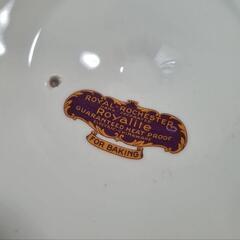 ROYAL ROCHESTER
Royalite
GUARANTEED HEAT PROOF
FOR BAKING